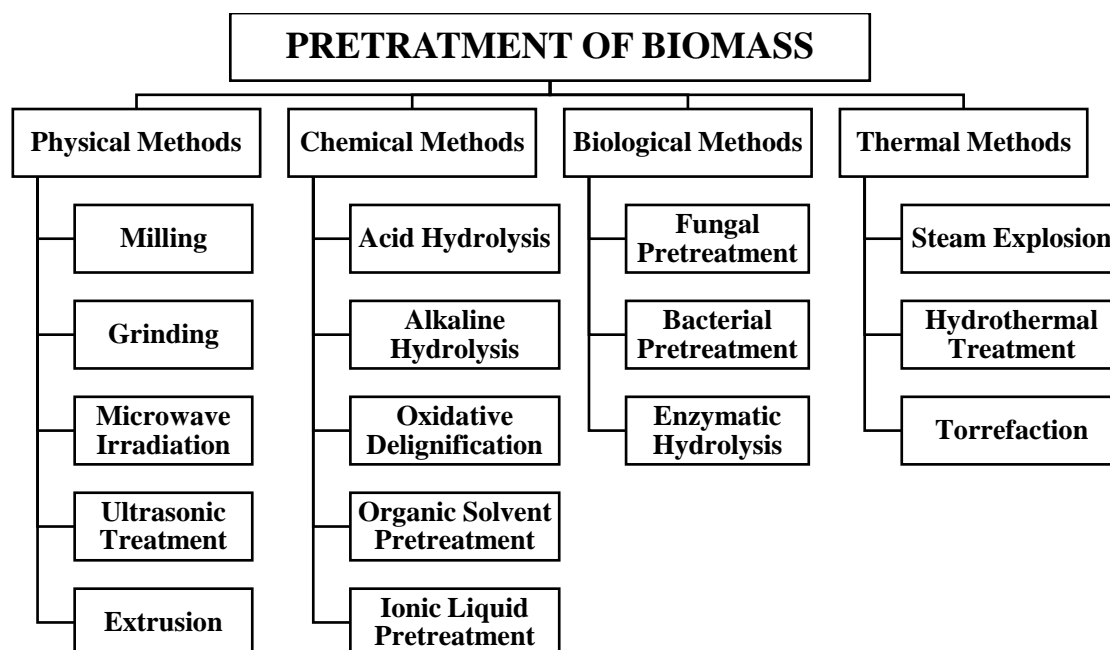 PRETRATMENT OF BIOMASS
Physical Methods
Milling
Grinding
Microwave
Irradiation
Ultrasonic
Treatment
Extrusion
Chemical Methods
Acid Hydrolysis
Alkaline
Hydrolysis
Oxidative
Delignification
Organic Solvent
Pretreatment
Ionic Liquid
Pretreatment
Biological Methods
Fungal
Pretreatment
Bacterial
Pretreatment
Enzymatic
Hydrolysis
Thermal Methods
Steam Explosion
Hydrothermal
Treatment
Torrefaction